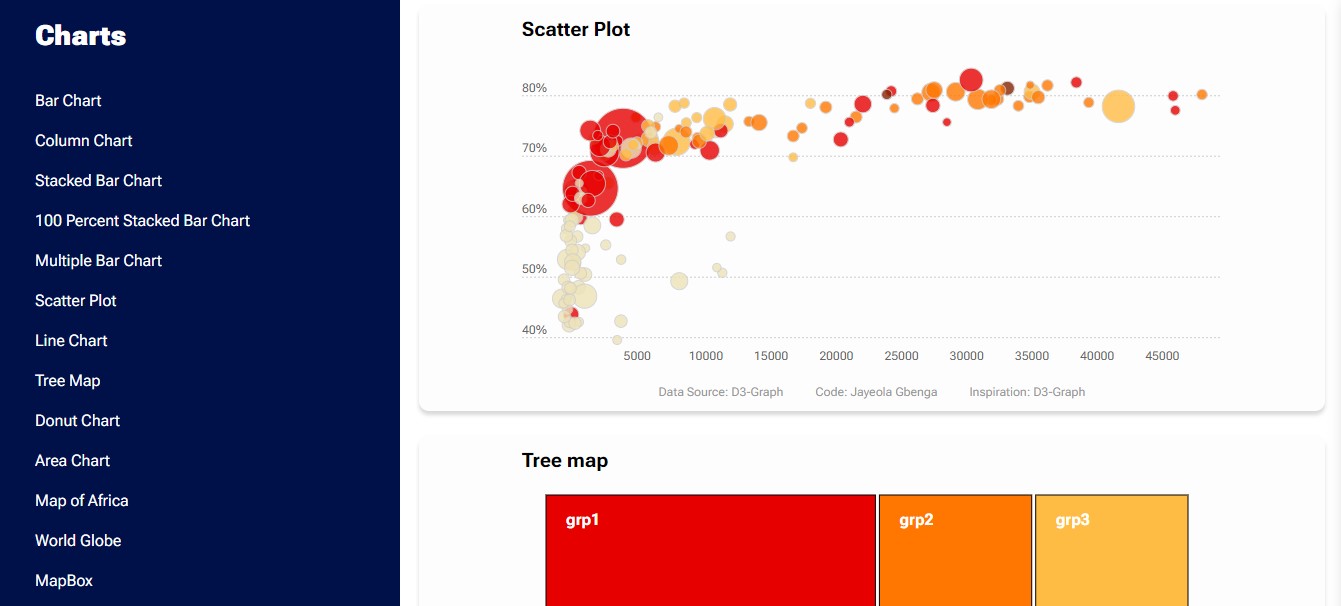 Charts
Bar Chart
Column Chart
Stacked Bar Chart
100 Percent Stacked Bar Chart
Multiple Bar Chart
Scatter Plot
Line Chart
Tree Map
Donut Chart
Area Chart
Map of Africa
World Globe
MapBox
Scatter Plot
80%
70%
60%
50%
40%
5000 10000 15000 20000 25000 30000 35000 40000 45000
Data Source: D3-Graph Code: Jayeola Gbenga Inspiration: D3-Graph
Tree map
grp1 grp2 grp3